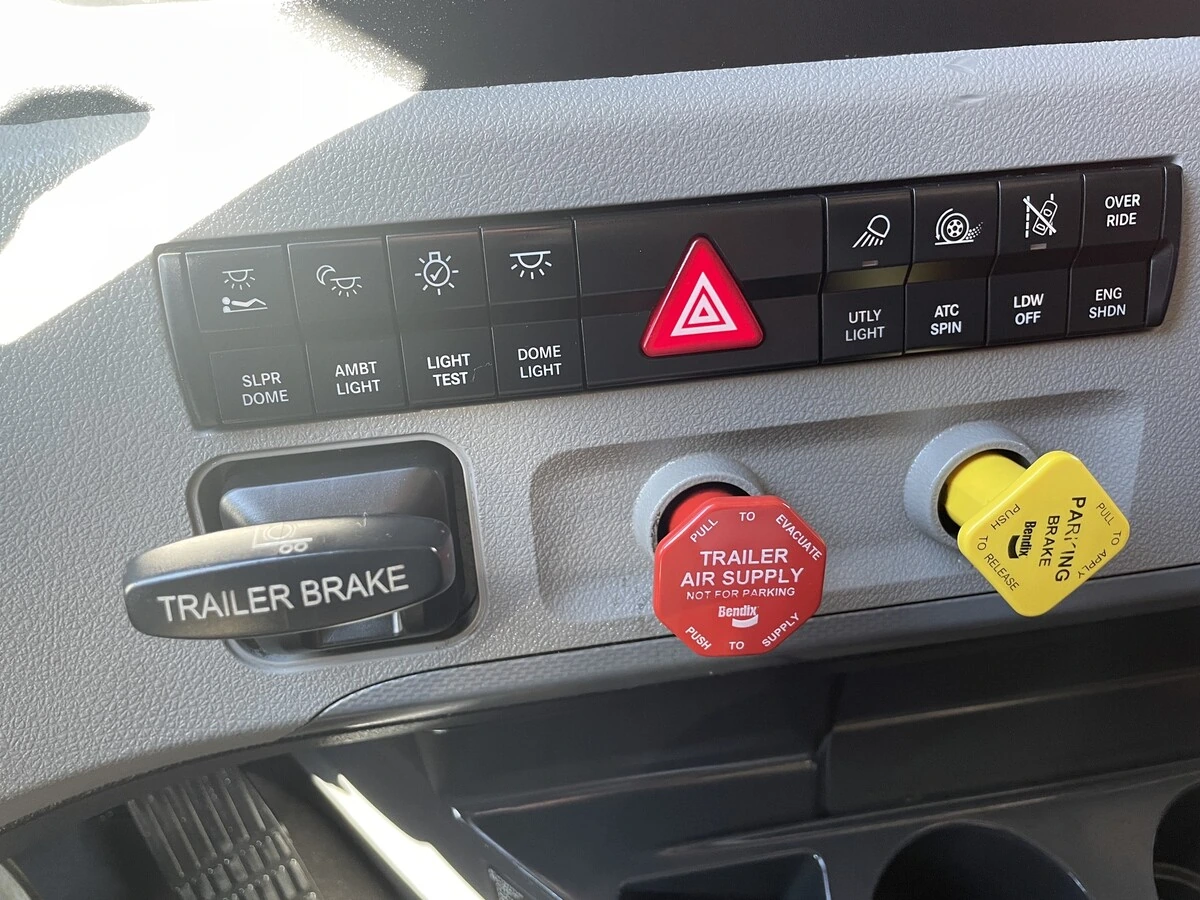 SLPR
DOME
AMBT
LIGHT
LIGHT
TEST
DOME
LIGHT
UTLY
LIGHT
ATC
SPIN
LDW
OFF
OVER
RIDE
ENG
SHDN
TRAILER BRAKE
PULL TO EVACUATE
TRAILER
AIR SUPPLY
NOT FOR PARKING
Bendix
PUSH TO SUPPLY
PULL TO APPLY
PARKING
BRAKE
Bendix
PUSH TO RELEASE